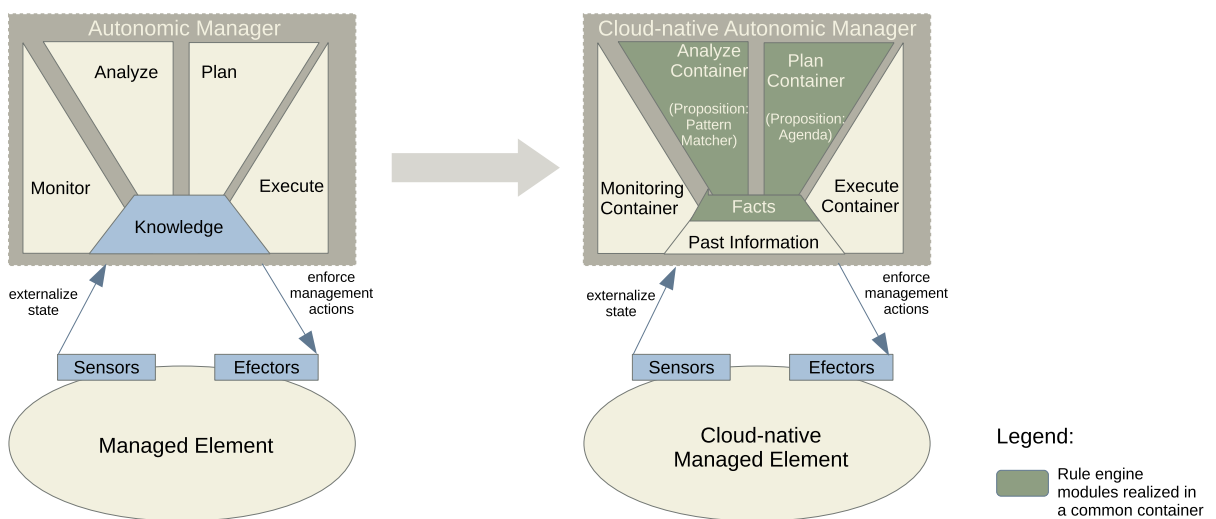 Autonomic Manager
Analyze
Plan
Monitor
Execute
Knowledge
externalize
state
enforce
management
actions
Sensors
Efectors
Managed Element
Cloud-native Autonomic Manager
Analyze
Container
(Proposition:
Pattern
Matcher)
Plan
Container
(Proposition:
Agenda)
Monitoring
Container
Execute
Container
Facts
Past Information
externalize
state
enforce
management
actions
Sensors
Efectors
Cloud-native
Managed Element
Legend:
Rule engine
modules realized in
a common container